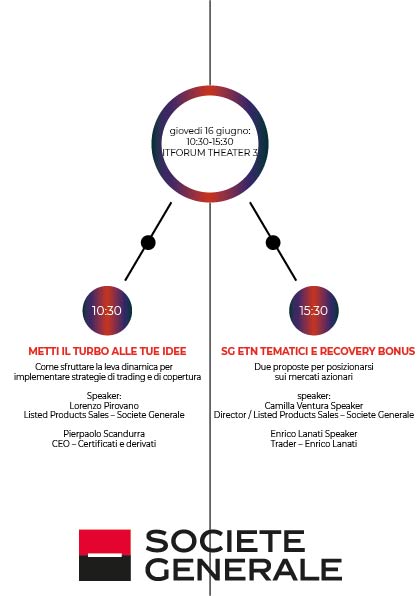 giovedì 16 giugno:
10:30-15:30
ITFORUM THEATER 3
10:30
METTI IL TURBO ALLE TUE IDEE
Come sfruttare la leva dinarnica per
implementare strategie di trading e di copertura
Speaker:
Lorenzo Pirovano
Listed Products Sales – Societe Generale
Pierpaolo Scandurra
CEO – Certificati e derivati
15:30
SG ETN TEMATICI E RECOVERY BONUS
Due proposte per posizionarsi
sui mercati azionari
speaker:
Camilla Ventura Speaker
Director / Listed Products Sales – Societe Generale
Enrico Lanati Speaker
Trader – Enrico Lanati
SOCIETE
GENERALE